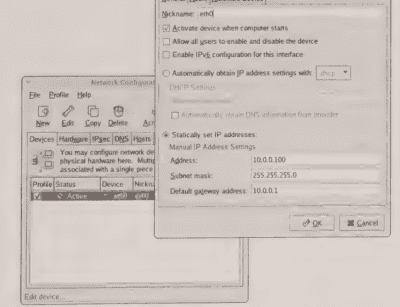 Nickname: eth0
Activate device when computer starts
Allow all users to enable and disable the device
Enable IPv6 configuration for this interface
Automatically obtain IP address settings with: dhcp
DHCP Settings
Automatically obtain DNS information from provider
Statically set IP addresses:
Manual IP Address Settings
Address: 10.0.0.100
Subnet mask: 255.255.255.0
Default gateway address: 10.0.0.1
OK Cancel
Network Configurat
File Profile Help
New Edit Copy Delete
Devices Hardware IPsec DNS Hosts
You may configure network de
physical hardware here. Multip
associated with a single piece
Profile Status Device Nickna
Active eth0 eth0
Edit device...